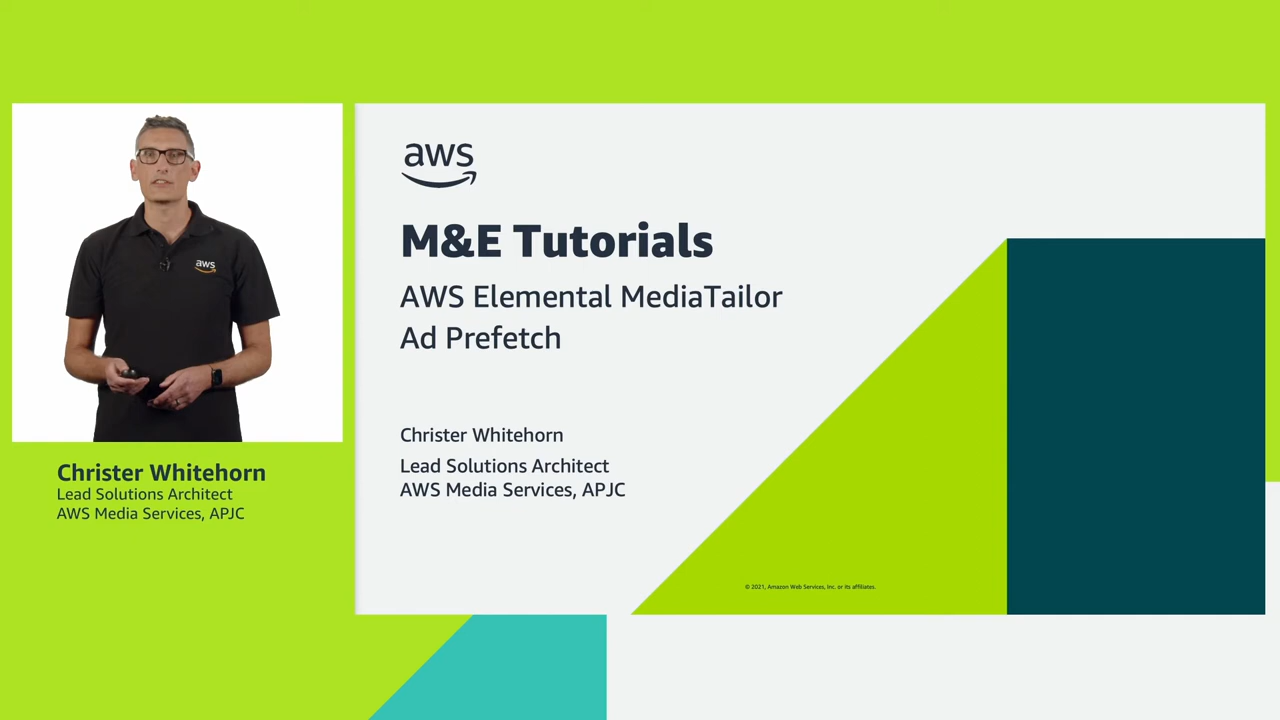 aws
Christer Whitehorn
Lead Solutions Architect
AWS Media Services, APJC
aws
M&E Tutorials
AWS Elemental MediaTailor
Ad Prefetch
Christer Whitehorn
Lead Solutions Architect
AWS Media Services, APJC
© 2021, Amazon Web Services, Inc. or its affiliates.